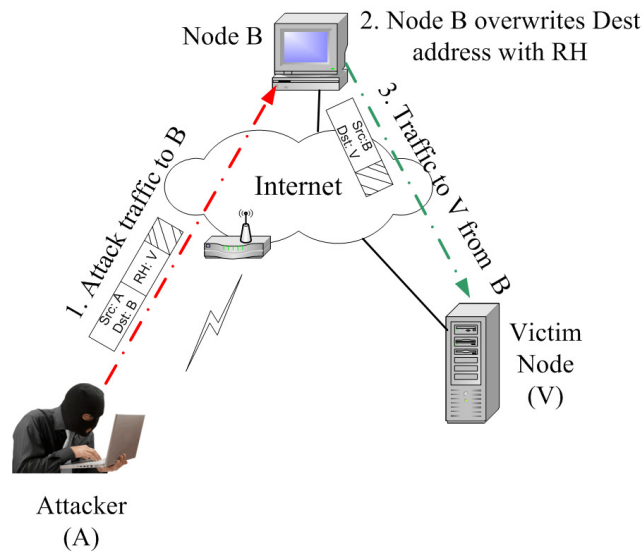 Node B
2. Node B overwrites Dest
address with RH
1. Attack traffic to B
Src: A
Dst: B
RH: V
Src:B
Dst: V
3. Traffic to V from B
Internet
Victim
Node
(V)
Attacker
(A)